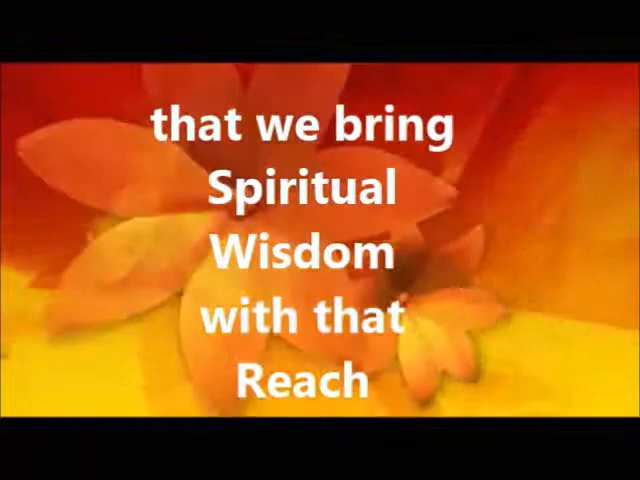 that we bring
Spiritual
Wisdom
with that
Reach